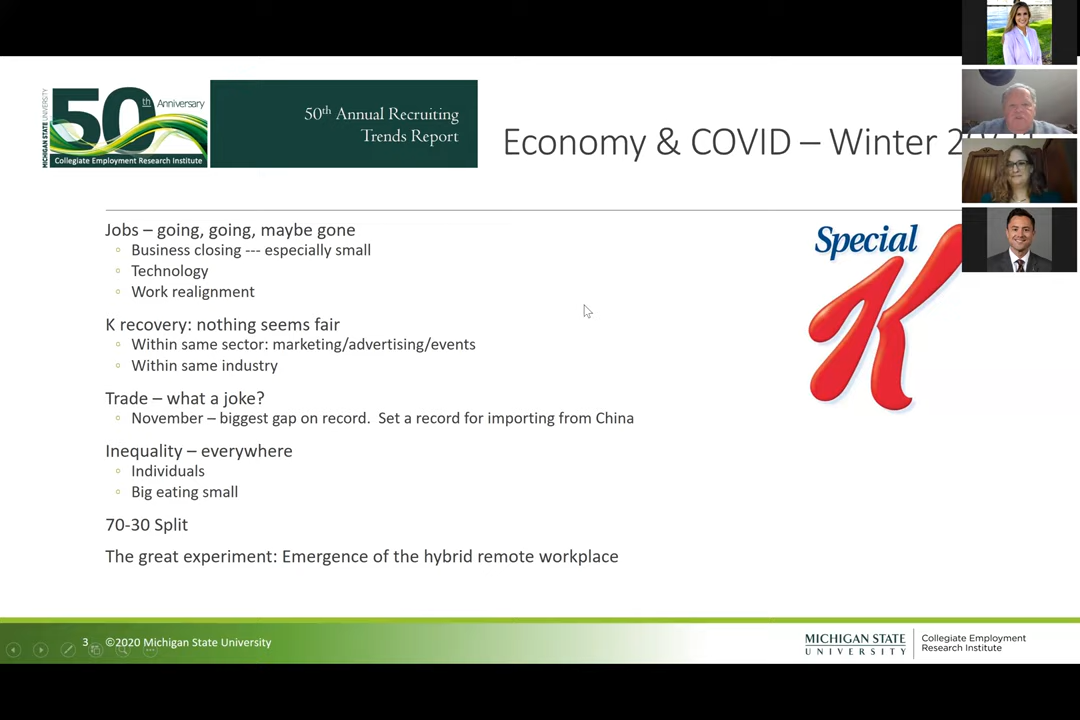 MICHIGAN STATE UNIVERSITY
50th Anniversary
Collegiate Employment Research Institute
50th Annual Recruiting
Trends Report
Economy & COVID – Winter
Jobs – going, going, maybe gone
Business closing --- especially small
Technology
Work realignment
K recovery: nothing seems fair
Within same sector: marketing/advertising/events
Within same industry
Trade – what a joke?
November – biggest gap on record.  Set a record for importing from China
Inequality – everywhere
Individuals
Big eating small
70-30 Split
The great experiment: Emergence of the hybrid remote workplace
Special
K
3 ©2020 Michigan State University
MICHIGAN STATE
UNIVERSITY
Collegiate Employment
Research Institute